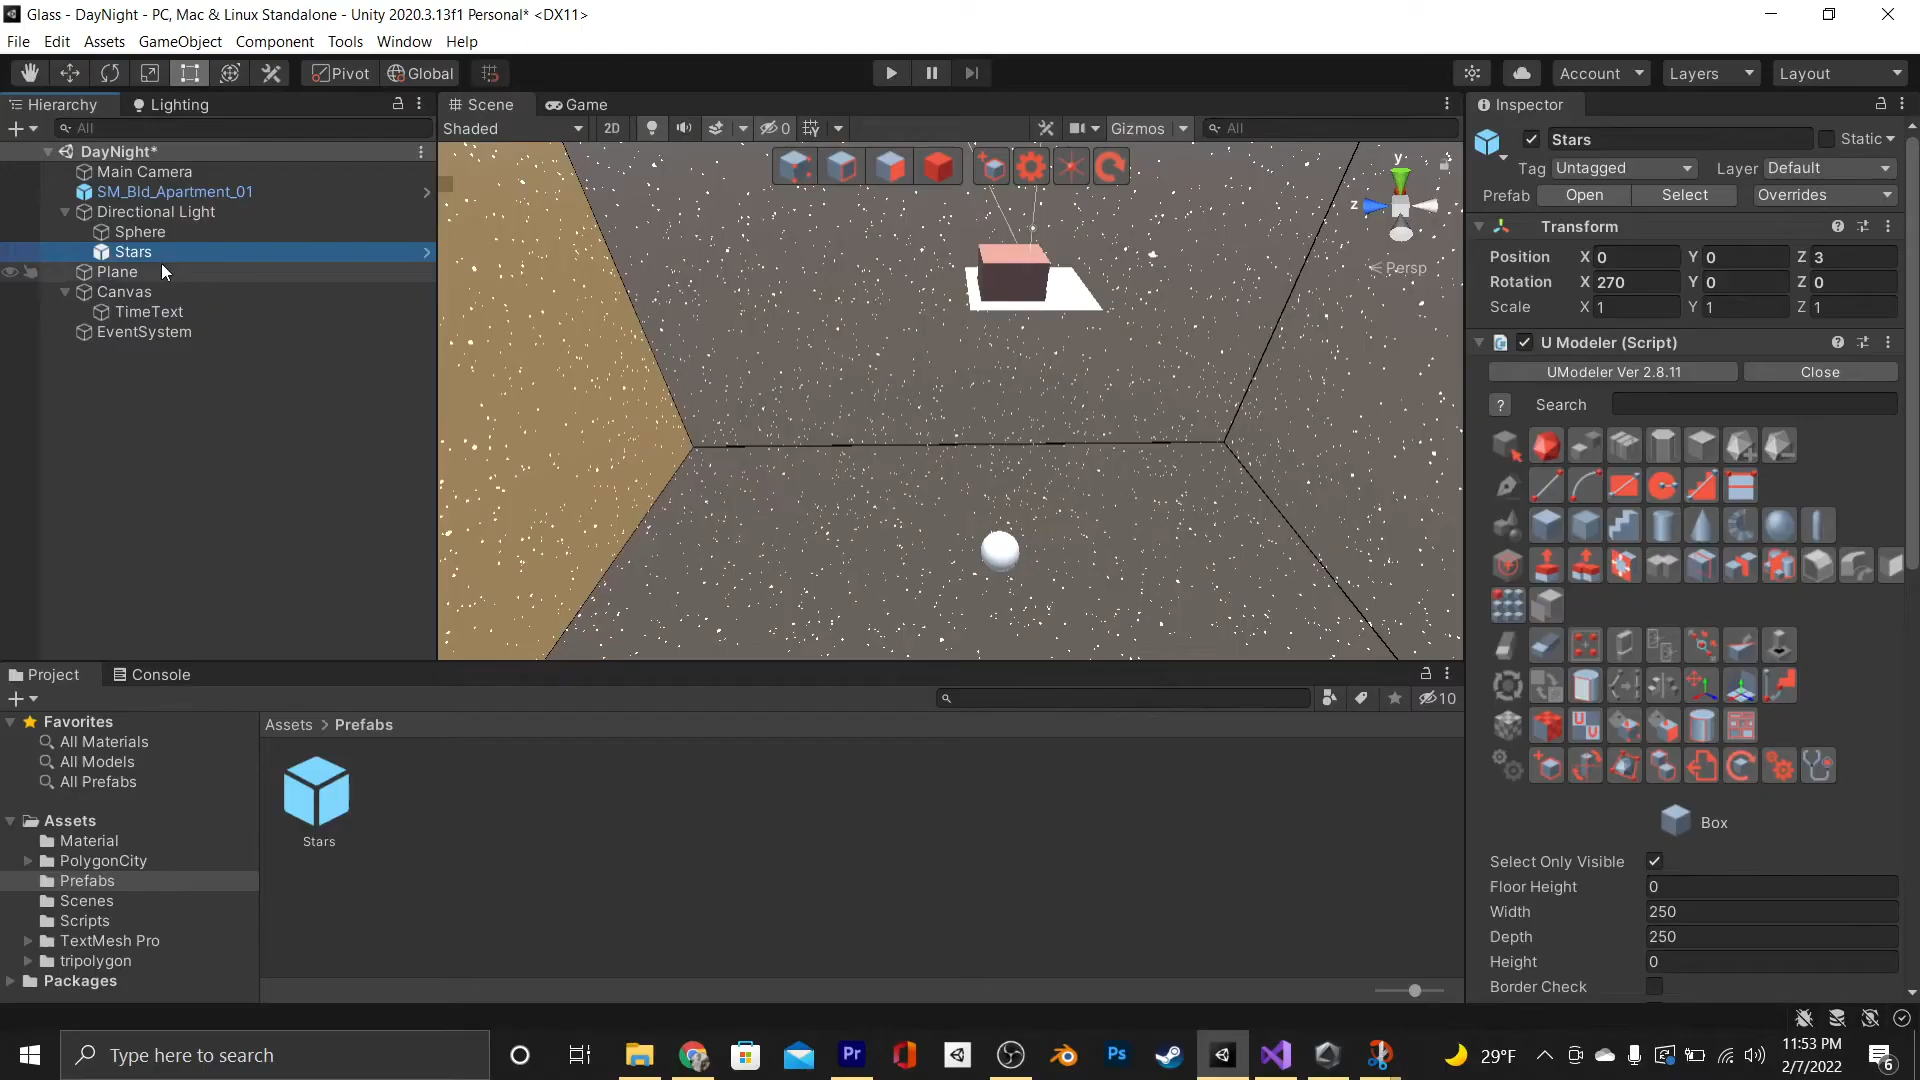 Glass - DayNight - PC, Mac & Linux Standalone - Unity 2020.3.13f1 Personal* <DX11>
File Edit Assets GameObject Component Tools Window Help
Pivot Global Account Layers Layout
Hierarchy Lighting Scene Game Inspector
All Shaded 2D 0 Gizmos All Stars Static
DayNight*
Main Camera
SM_Bld_Apartment_01
Directional Light
Sphere
Stars
Plane
Canvas
TimeText
EventSystem
y
z
Persp
Tag Untagged Layer Default
Prefab Open Select Overrides
Transform
Position X 0 Y 0 Z 3
Rotation X 270 Y 0 Z 0
Scale X 1 Y 1 Z 1
U Modeler (Script)
UModeler Ver 2.8.11 Close
? Search
Box
Select Only Visible
Floor Height 0
Width 250
Depth 250
Height 0
Border Check
Project Console
10
Favorites
All Materials
All Models
All Prefabs
Assets
Material
PolygonCity
Prefabs
Scenes
Scripts
TextMesh Pro
tripolygon
Packages
Assets > Prefabs
Stars
Type here to search
Pr
Ps
29°F
11:53 PM
2/7/2022
6